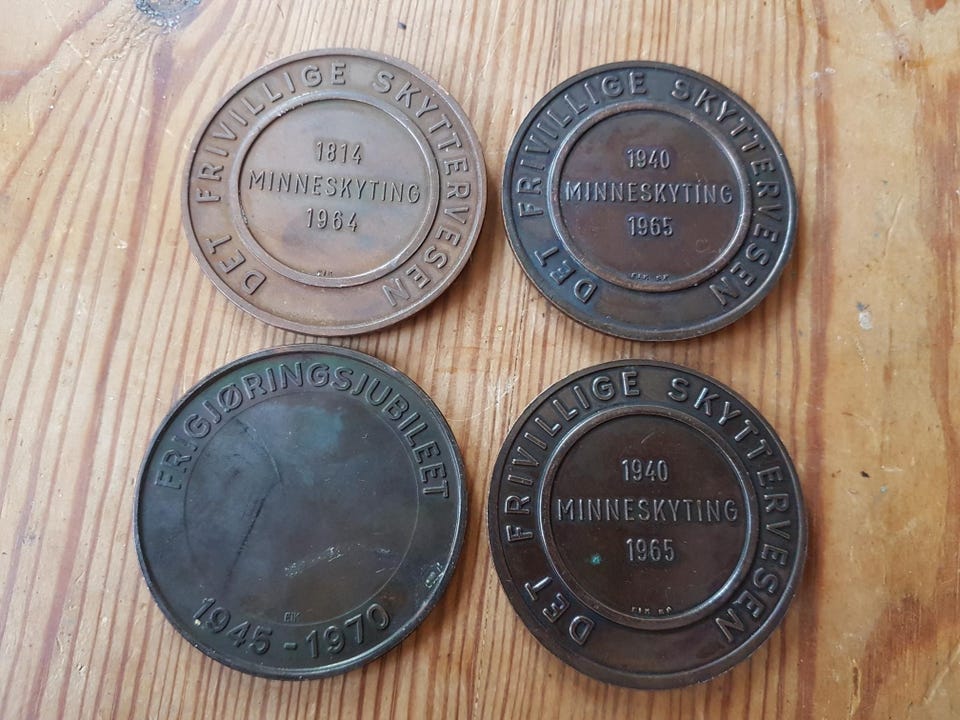 DET FRIVILLIGE SKYTTERVESEN
1814
MINNESKYTING
1964
DET FRIVILLIGE SKYTTERVESEN
1940
MINNESKYTING
1965
FRIGJØRINGSJUBILEET
1945-1970
DET FRIVILLIGE SKYTTERVESEN
1940
MINNESKYTING
1965